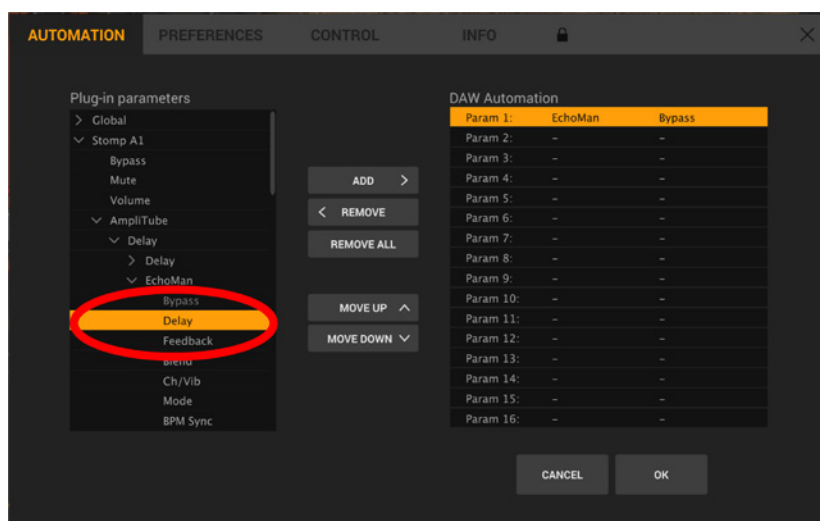 AUTOMATION PREFERENCES CONTROL INFO
Plug-in parameters
Global
Stomp A1
Bypass
Mute
Volume
AmpliTube
Delay
Delay
EchoMan
Bypass
Delay
Feedback
Blend
Ch/Vib
Mode
BPM Sync
ADD
REMOVE
REMOVE ALL
MOVE UP
MOVE DOWN
DAW Automation
Param 1: EchoMan Bypass
Param 2: – –
Param 3: – –
Param 4: – –
Param 5: – –
Param 6: – –
Param 7: – –
Param 8: – –
Param 9: – –
Param 10: – –
Param 11: – –
Param 12: – –
Param 13: – –
Param 14: – –
Param 15: – –
Param 16: – –
CANCEL OK